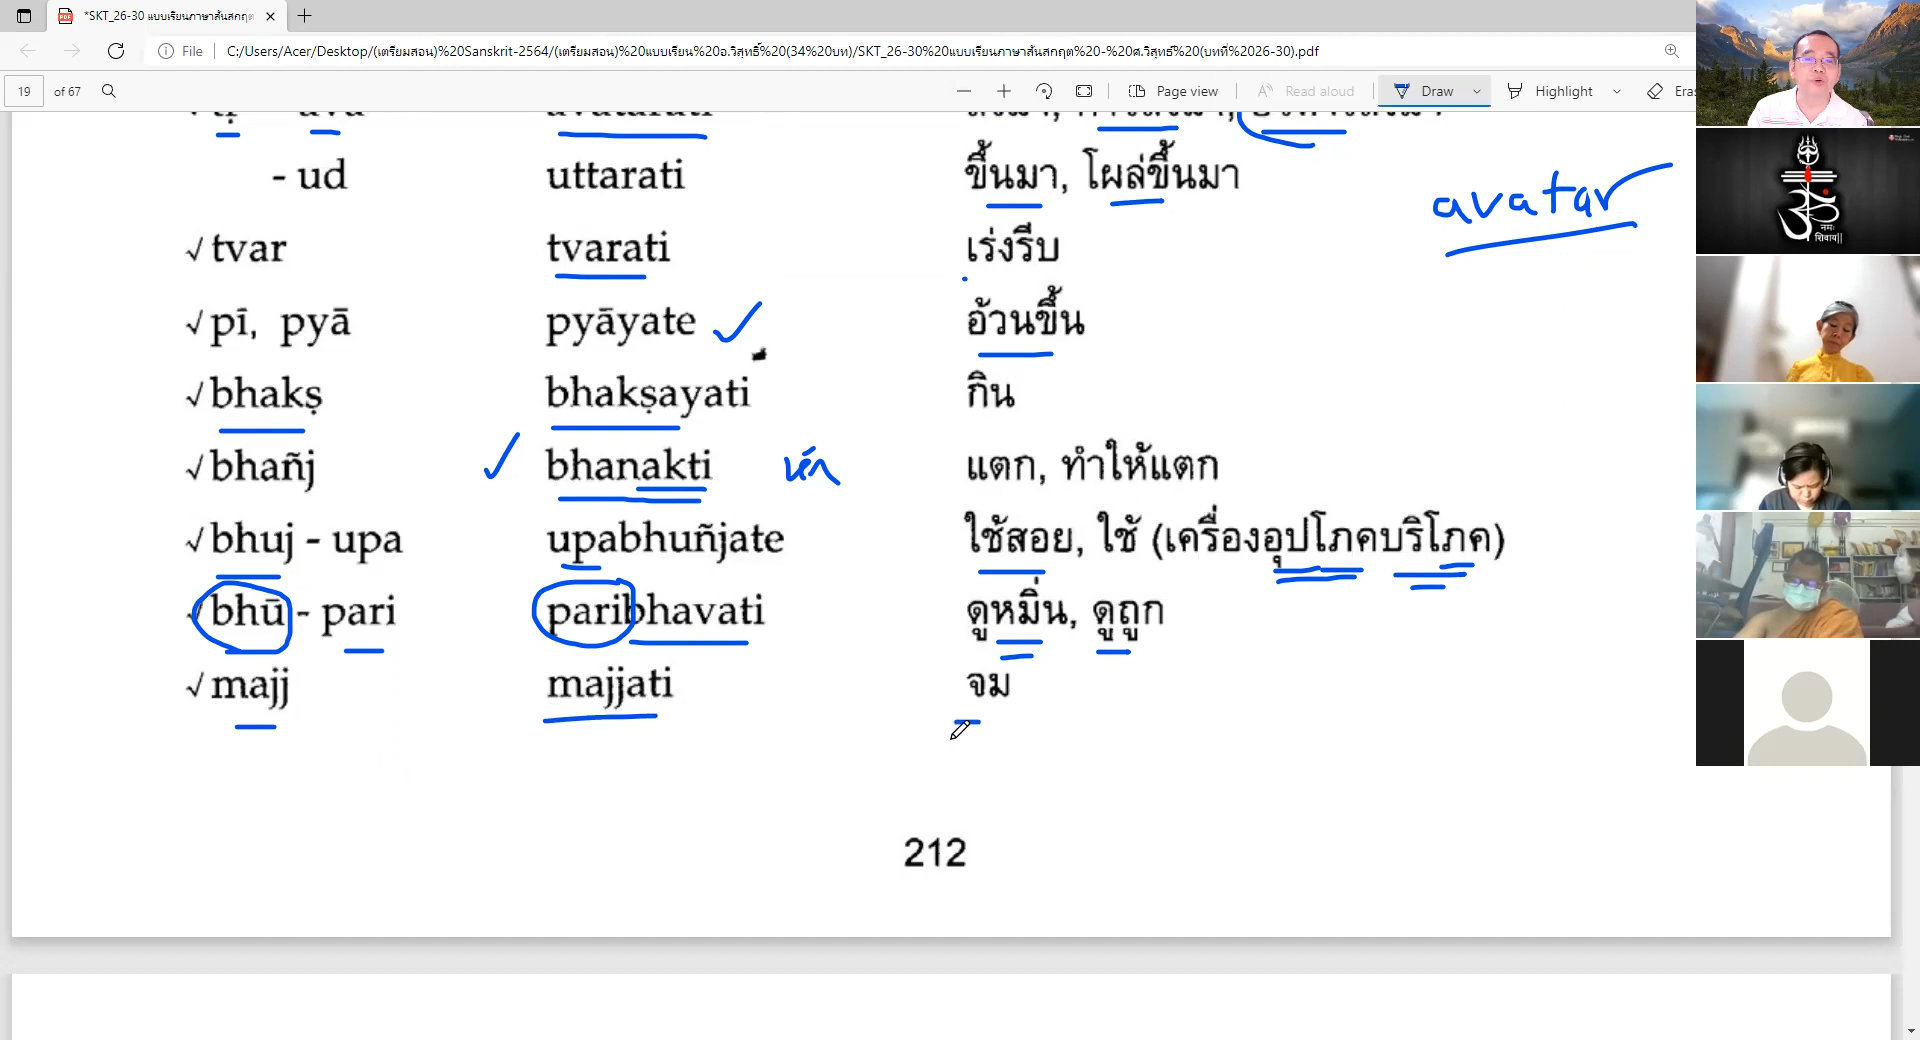 *SKT_26-30 แบบเรียนภาษาสันสกฤต
File C:/Users/Acer/Desktop/(เตรียมสอน)%20Sanskrit-2564/(เตรียมสอน)%20แบบเรียน%20อ.วิสุทธิ์%20(34%20บท)/SKT_26-30%20แบบเรียนภาษาสันสกฤต%20-%20ศ.วิสุทธิ์%20(บทที่%2026-30).pdf
19 of 67 Page view Read aloud Draw Highlight
avatarati
- ud uttarati ขึ้นมา, โผล่ขึ้นมา
avatar
√ tvar tvarati เร่งรีบ
√ pī, pyā pyāyate อ้วนขึ้น
√ bhakṣ bhakṣayati กิน
√ bhañj bhanakti แตก, ทำให้แตก
√ bhuj - upa upabhuñjate ใช้สอย, ใช้ (เครื่องอุปโภคบริโภค)
√ bhū - pari paribhavati ดูหมิ่น, ดูถูก
√ majj majjati จม
212
नमः
शिवाय||